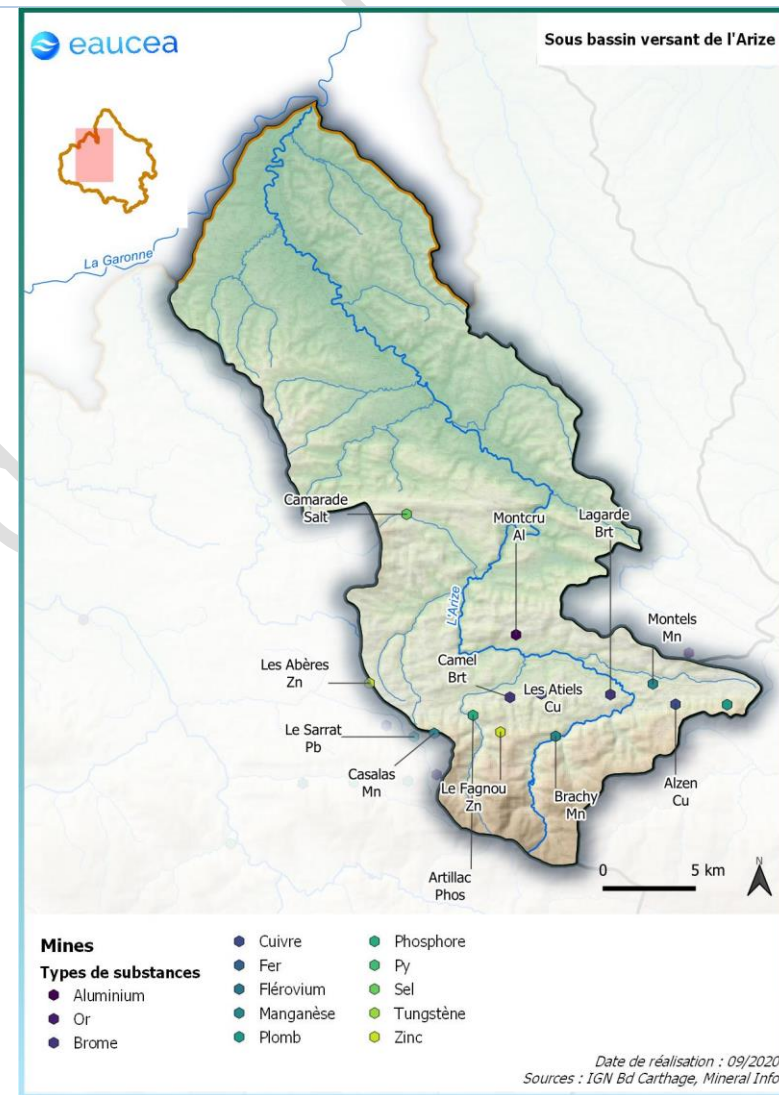 eaucea
Sous bassin versant de l'Arize
La Garonne
Camarade
Salt
Montcru
Al
Lagarde
Brt
L'Arize
Montels
Mn
Les Abères
Zn
Camel
Brt
Les Atiels
Cu
Le Sarrat
Pb
Casalas
Mn
Le Fagnou
Zn
Brachy
Mn
Alzen
Cu
Artillac
Phos
0 5 km
N
Mines
Types de substances
Aluminium
Or
Brome
Cuivre
Fer
Flérovium
Manganèse
Plomb
Phosphore
Py
Sel
Tungstène
Zinc
Date de réalisation : 09/2020
Sources : IGN Bd Carthage, Mineral Info